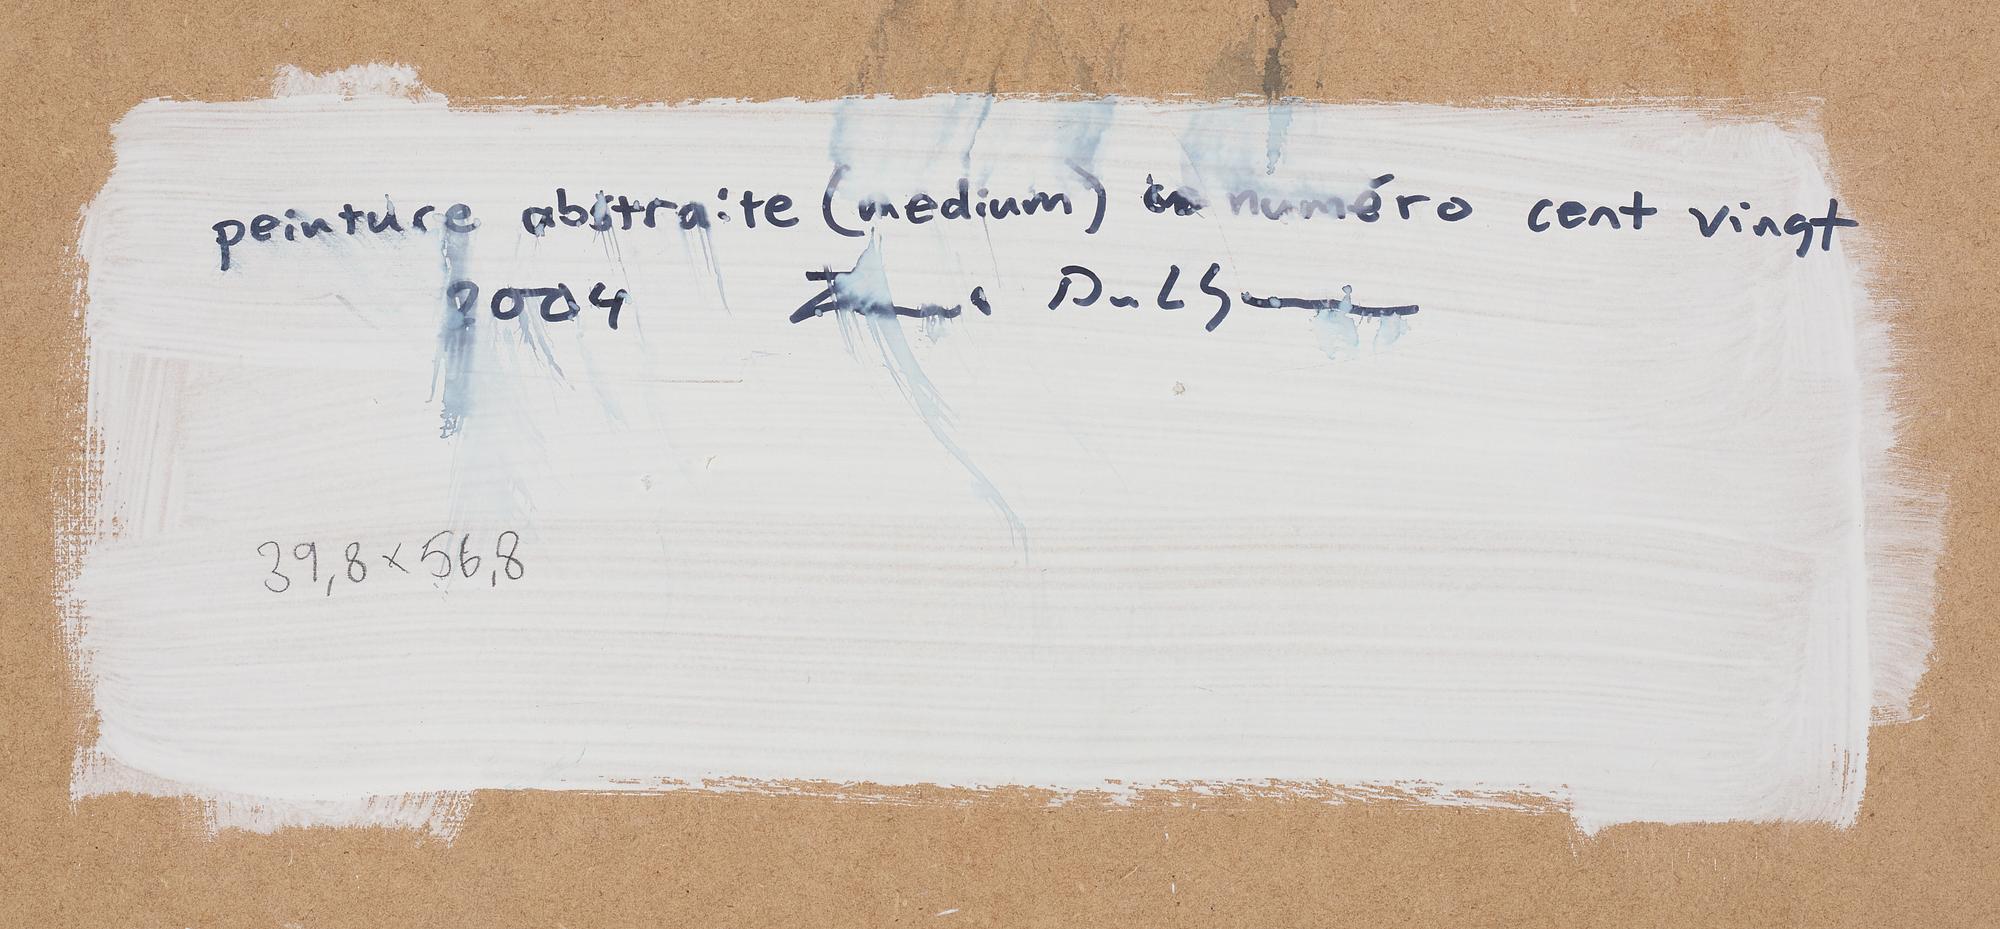 peinture abstraite (medium) numéro cent vingt
2004
39,8 x 56,8